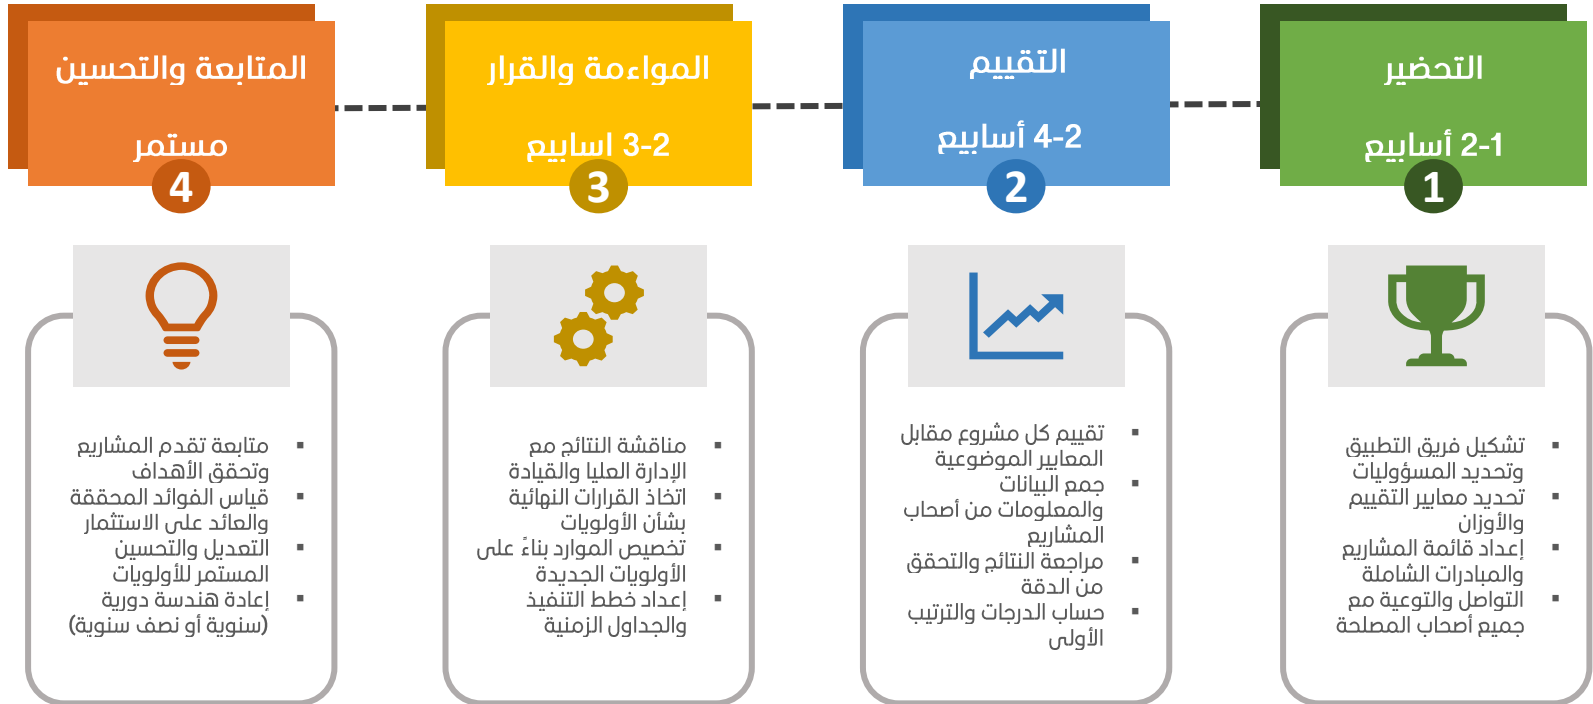 التحضير
2-1 أسابيع
1
تشكيل فريق التطبيق
وتحديد المسؤوليات
تحديد معايير التقييم
والأوزان
إعداد قائمة المشاريع
والمبادرات الشاملة
التواصل والتوعية مع
جميع أصحاب المصلحة
التقييم
4-2 أسابيع
2
تقييم كل مشروع مقابل
المعايير الموضوعية
جمع البيانات
والمعلومات من أصحاب
المشاريع
مراجعة النتائج والتحقق
من الدقة
حساب الدرجات والترتيب
الأولى
المواءمة والقرار
3-2 اسابيع
3
مناقشة النتائج مع
الإدارة العليا والقيادة
اتخاذ القرارات النهائية
بشأن الأولويات
تخصيص الموارد بناءً على
الأولويات الجديدة
إعداد خطط التنفيذ
والجداول الزمنية
المتابعة والتحسين
مستمر
4
متابعة تقدم المشاريع
وتحقق الأهداف
قياس الفوائد المحققة
والعائد على الاستثمار
التعديل والتحسين
المستمر للأولويات
إعادة هندسة دورية
(سنوية أو نصف سنوية)